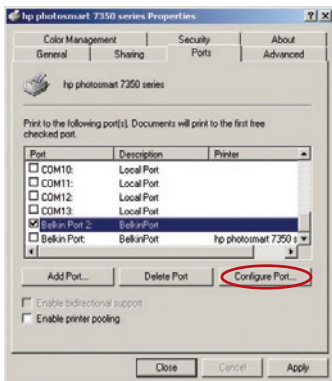 hp photosmart 7350 series Properties
Color Management Security About
General Sharing Ports Advanced
hp photosmart 7350 series
Print to the following port(s). Documents will print to the first free
checked port.
Port Description Printer
COM10: Local Port
COM11: Local Port
COM12: Local Port
COM13: Local Port
Belkin Port 2: BelkinPort
Belkin Port: BelkinPort hp photosmart 7350 s
Add Port... Delete Port Configure Port...
Enable bidirectional support
Enable printer pooling
Close Cancel Apply